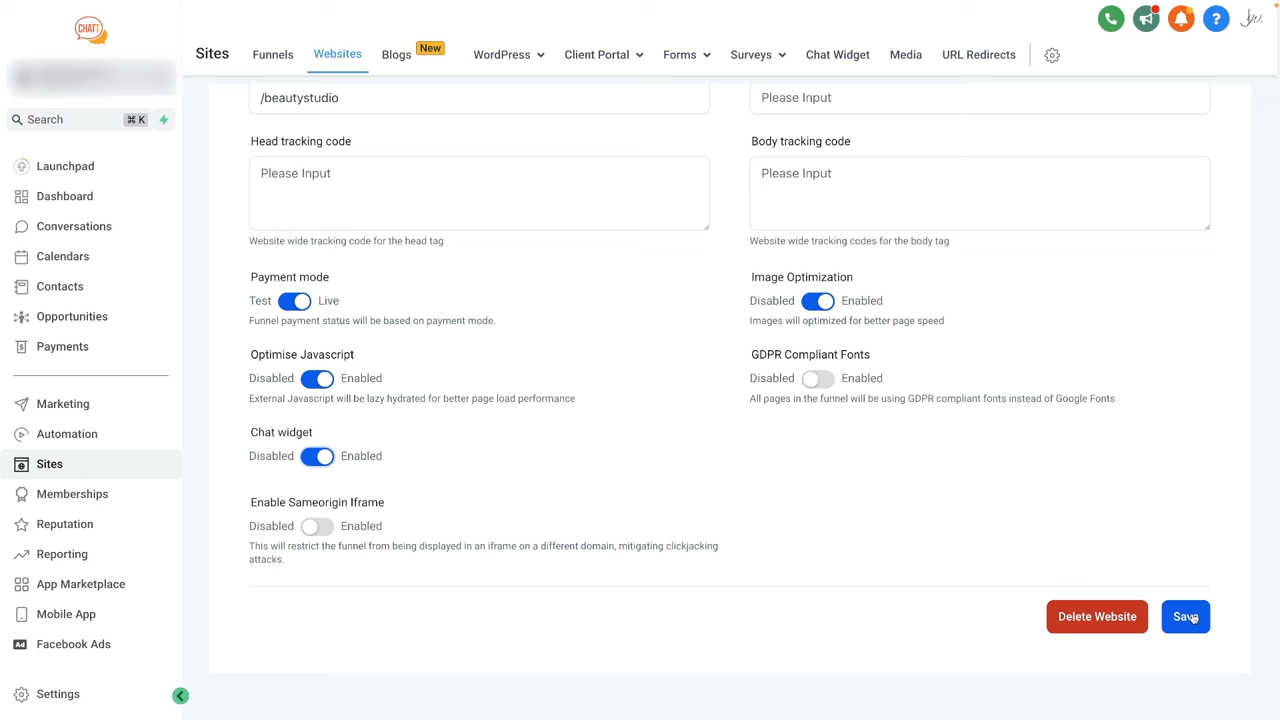 CHATT
Search
⌘ K
Launchpad
Dashboard
Conversations
Calendars
Contacts
Opportunities
Payments
Marketing
Automation
Sites
Memberships
Reputation
Reporting
App Marketplace
Mobile App
Ad Facebook Ads
Settings
Sites
Funnels
Websites
Blogs New
WordPress
Client Portal
Forms
Surveys
Chat Widget
Media
URL Redirects
/beautystudio
Please Input
Head tracking code
Please Input
Website wide tracking code for the head tag
Body tracking code
Please Input
Website wide tracking codes for the body tag
Payment mode
Test Live
Funnel payment status will be based on payment mode.
Image Optimization
Disabled Enabled
Images will optimized for better page speed
Optimise Javascript
Disabled Enabled
External Javascript will be lazy hydrated for better page load performance
GDPR Compliant Fonts
Disabled Enabled
All pages in the funnel will be using GDPR compliant fonts instead of Google Fonts
Chat widget
Disabled Enabled
Enable Sameorigin Iframe
Disabled Enabled
This will restrict the funnel from being displayed in an iframe on a different domain, mitigating clickjacking
attacks.
Delete Website
Save